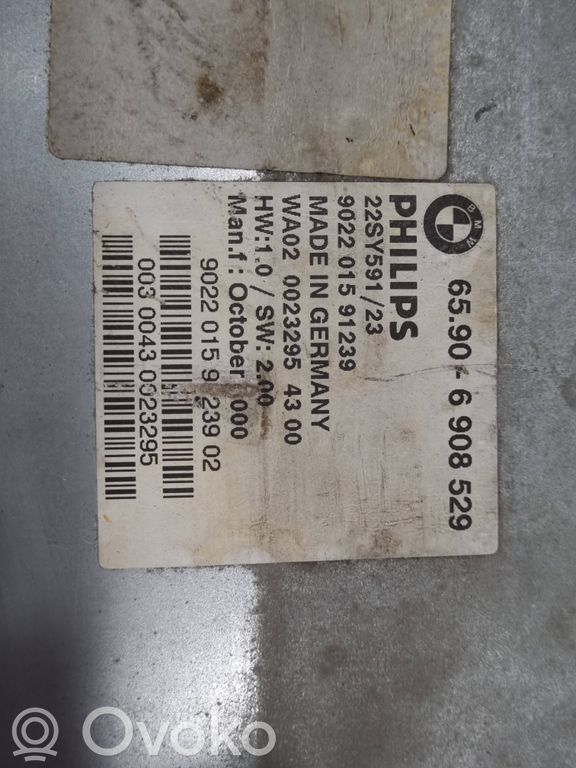 BMW 65.90 - 6 908 529
PHILIPS
22SY591/23
9022 015 91239
MADE IN GERMANY
WA02 0023295 43 00
HW:1.0 / SW: 2.00
Man.f : October 000
9022 015 9 239 02
003 0043 0023295
Ovoko